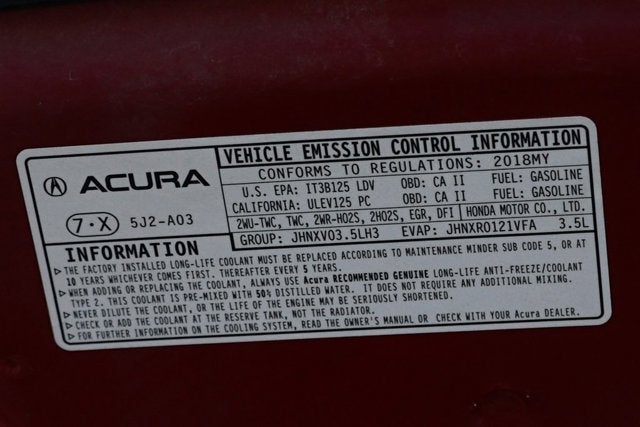 ACURA
7·X 5J2-A03
VEHICLE EMISSION CONTROL INFORMATION
CONFORMS TO REGULATIONS: 2018MY
U.S. EPA: 1T3B125 LDV OBD: CA II FUEL: GASOLINE
CALIFORNIA: ULEV125 PC OBD: CA II FUEL: GASOLINE
2WU-TWC, TWC, 2WR-HO2S, 2HO2S, EGR, DFI HONDA MOTOR CO., LTD.
GROUP: JHNXV03.5LH3 EVAP: JHNXR0121VFA 3.5L
INFORMATION
▷ THE FACTORY INSTALLED LONG-LIFE COOLANT MUST BE REPLACED ACCORDING TO MAINTENANCE MINDER SUB CODE 5, OR AT
10 YEARS WHICHEVER COMES FIRST. THEREAFTER EVERY 5 YEARS.
▷ WHEN ADDING OR REPLACING THE COOLANT, ALWAYS USE Acura RECOMMENDED GENUINE LONG-LIFE ANTI-FREEZE/COOLANT
TYPE 2. THIS COOLANT IS PRE-MIXED WITH 50% DISTILLED WATER. IT DOES NOT REQUIRE ANY ADDITIONAL MIXING.
▷ NEVER DILUTE THE COOLANT, OR THE LIFE OF THE ENGINE MAY BE SERIOUSLY SHORTENED.
▷ CHECK OR ADD THE COOLANT AT THE RESERVE TANK, NOT THE RADIATOR.
▷ FOR FURTHER INFORMATION ON THE COOLING SYSTEM, READ THE OWNER'S MANUAL OR CHECK WITH YOUR Acura DEALER.